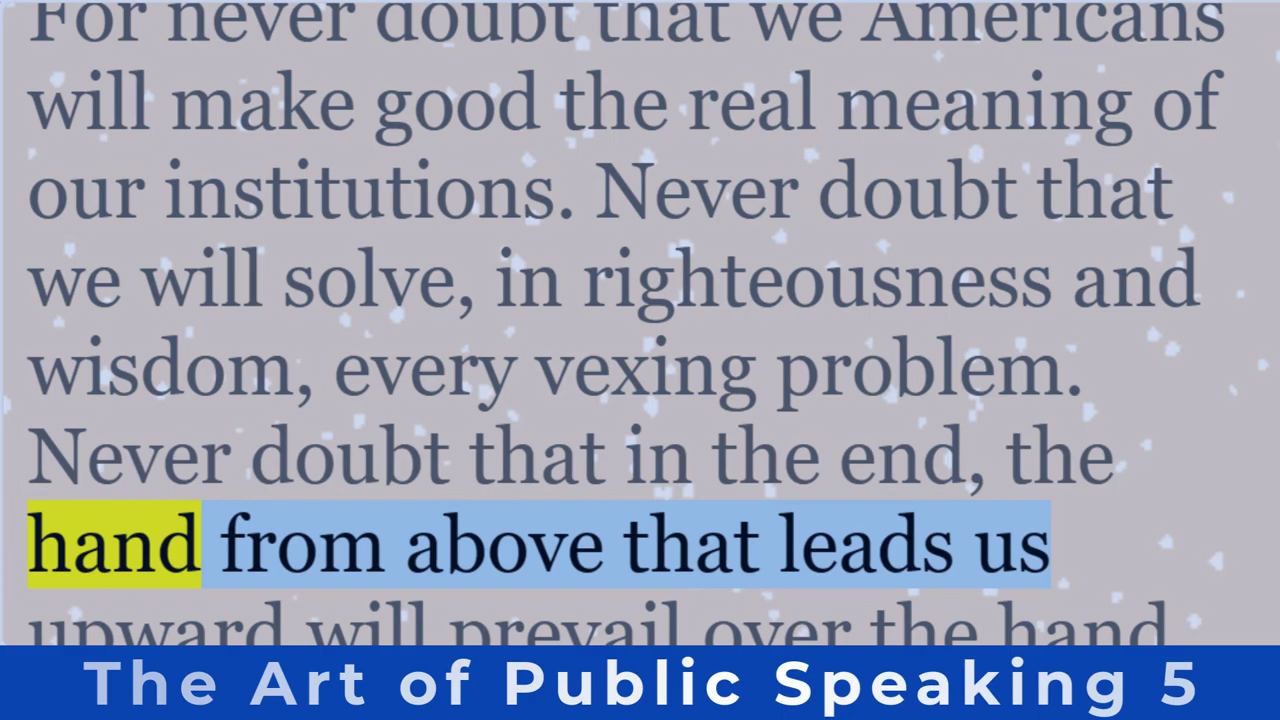 For never doubt that we Americans
will make good the real meaning of
our institutions. Never doubt that
we will solve, in righteousness and
wisdom, every vexing problem.
Never doubt that in the end, the
hand from above that leads us
upward will prevail over the hand
The Art of Public Speaking 5